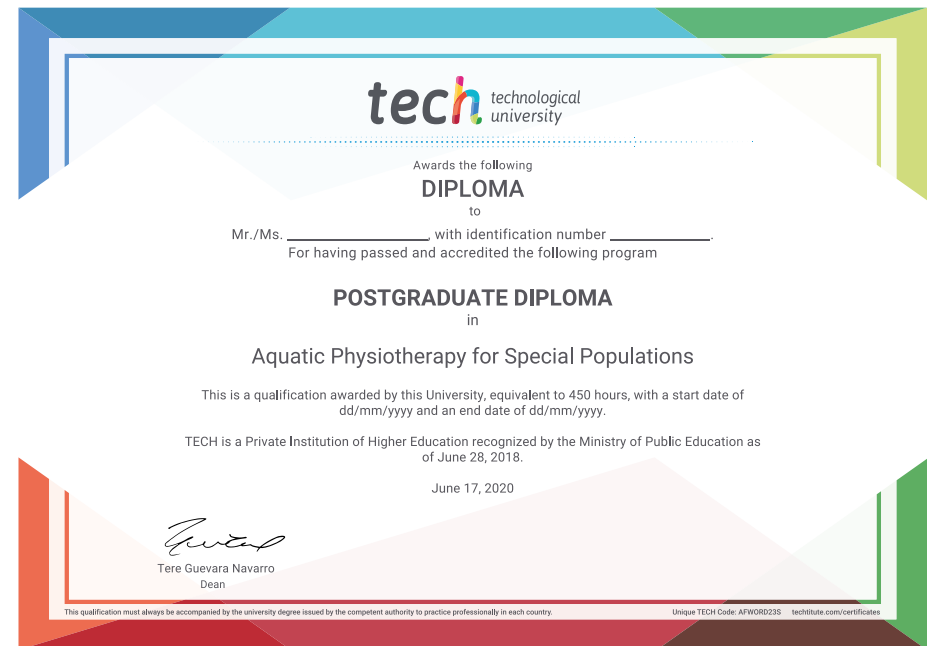 tech technological
university
Awards the following
DIPLOMA
to
Mr./Ms. ____________________, with identification number ______________.
For having passed and accredited the following program
POSTGRADUATE DIPLOMA
in
Aquatic Physiotherapy for Special Populations
This is a qualification awarded by this University, equivalent to 450 hours, with a start date of
dd/mm/yyyy and an end date of dd/mm/yyyy.
TECH is a Private Institution of Higher Education recognized by the Ministry of Public Education as
of June 28, 2018.
June 17, 2020
Tere Guevara Navarro
Dean
This qualification must always be accompanied by the university degree issued by the competent authority to practice professionally in each country. Unique TECH Code: AFWORD23S techtitute.com/certificates